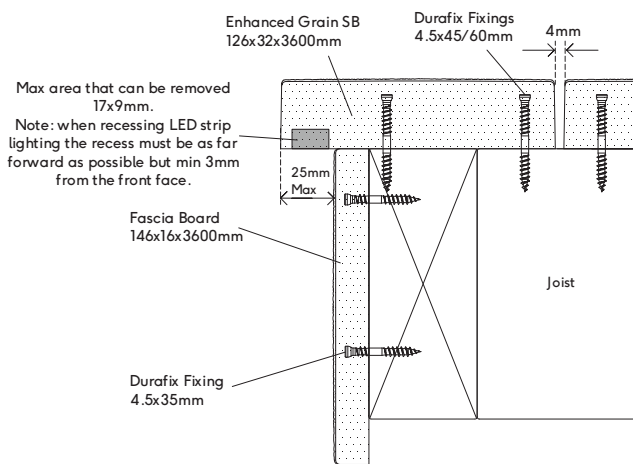 Enhanced Grain SB
126x32x3600mm
Durafix Fixings
4.5x45/60mm
4mm
Max area that can be removed
17x9mm.
Note: when recessing LED strip
lighting the recess must be as far
forward as possible but min 3mm
from the front face.
25mm
Max
Fascia Board
146x16x3600mm
Joist
Durafix Fixing
4.5x35mm